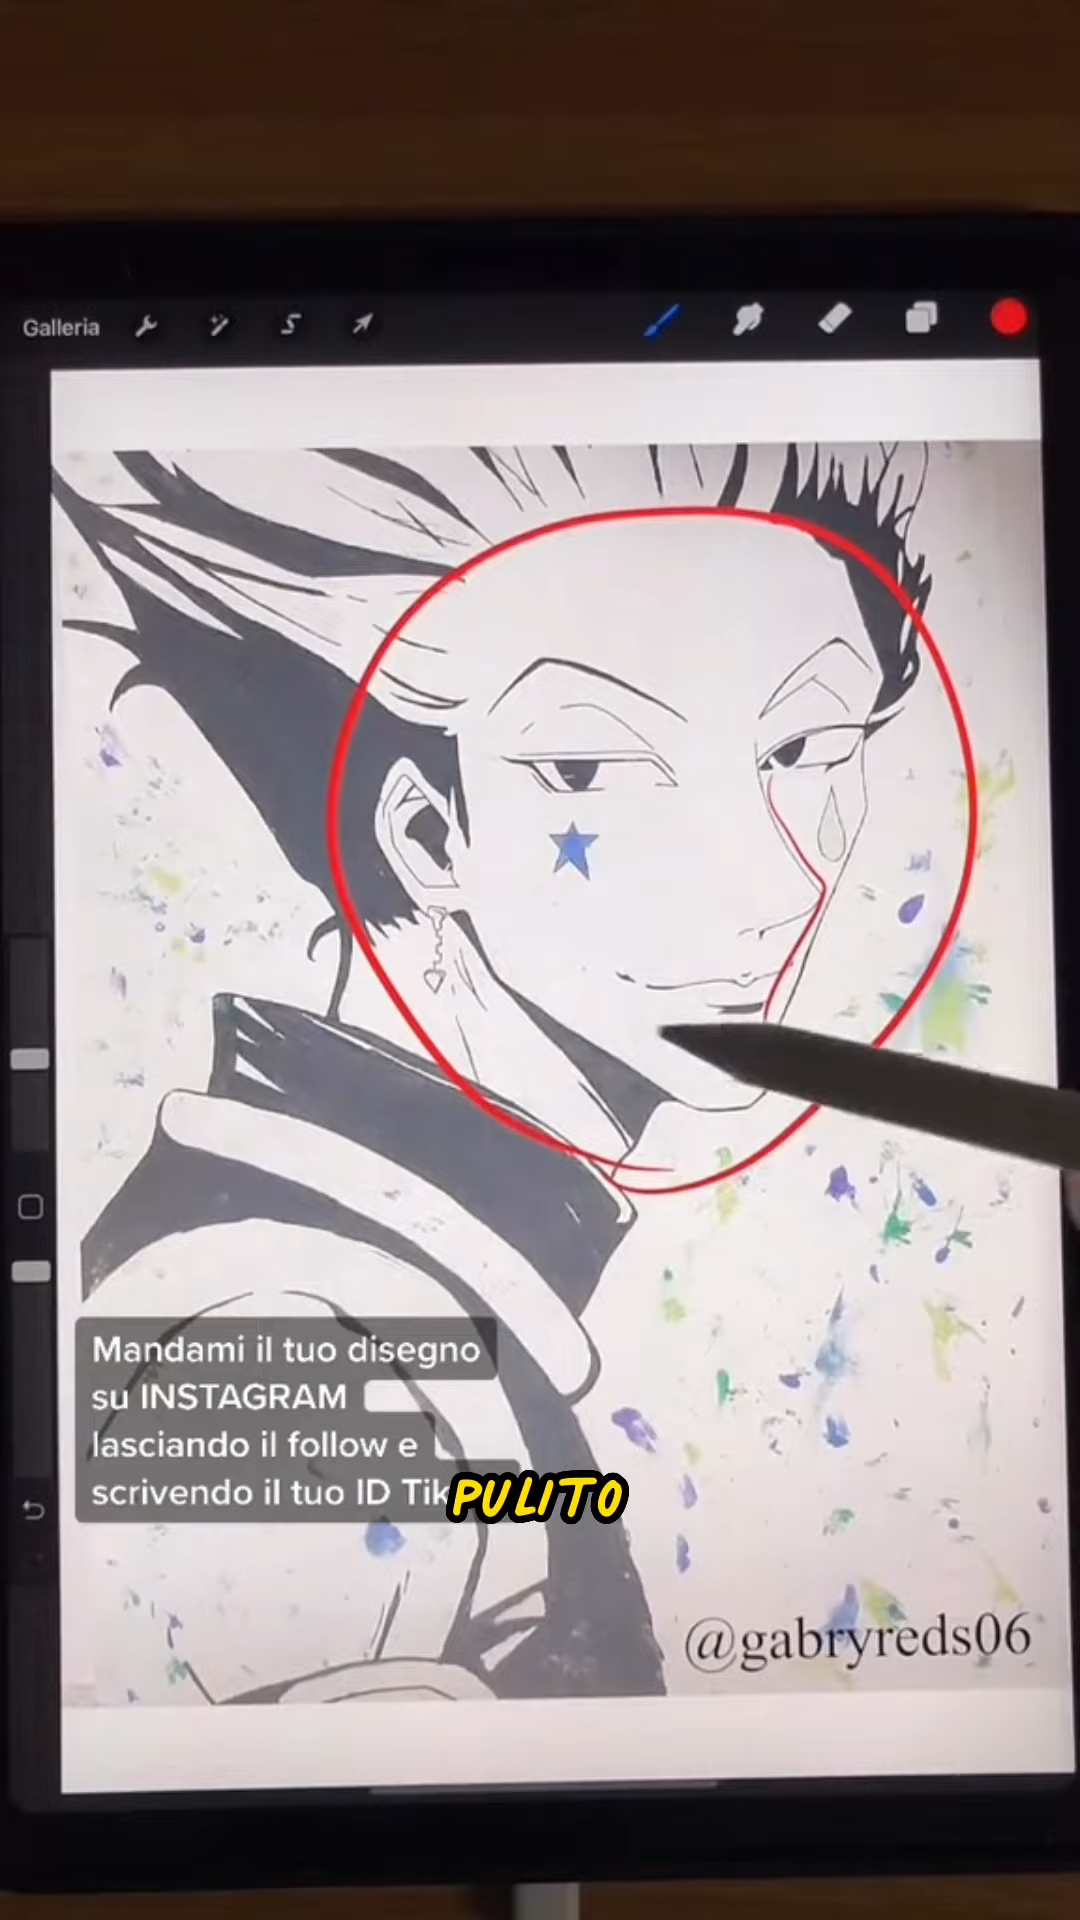 Galleria
Mandami il tuo disegno
su INSTAGRAM
lasciando il follow e
scrivendo il tuo ID Tik
PULITO
@gabryreds06